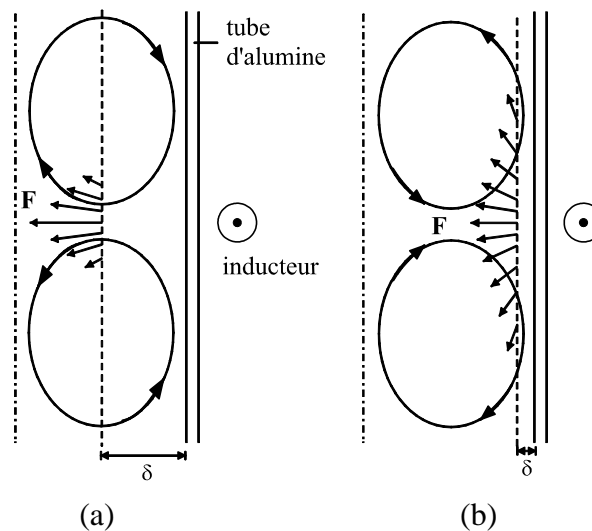 tube
d'alumine
F
F
inducteur
δ
δ
(a)
(b)